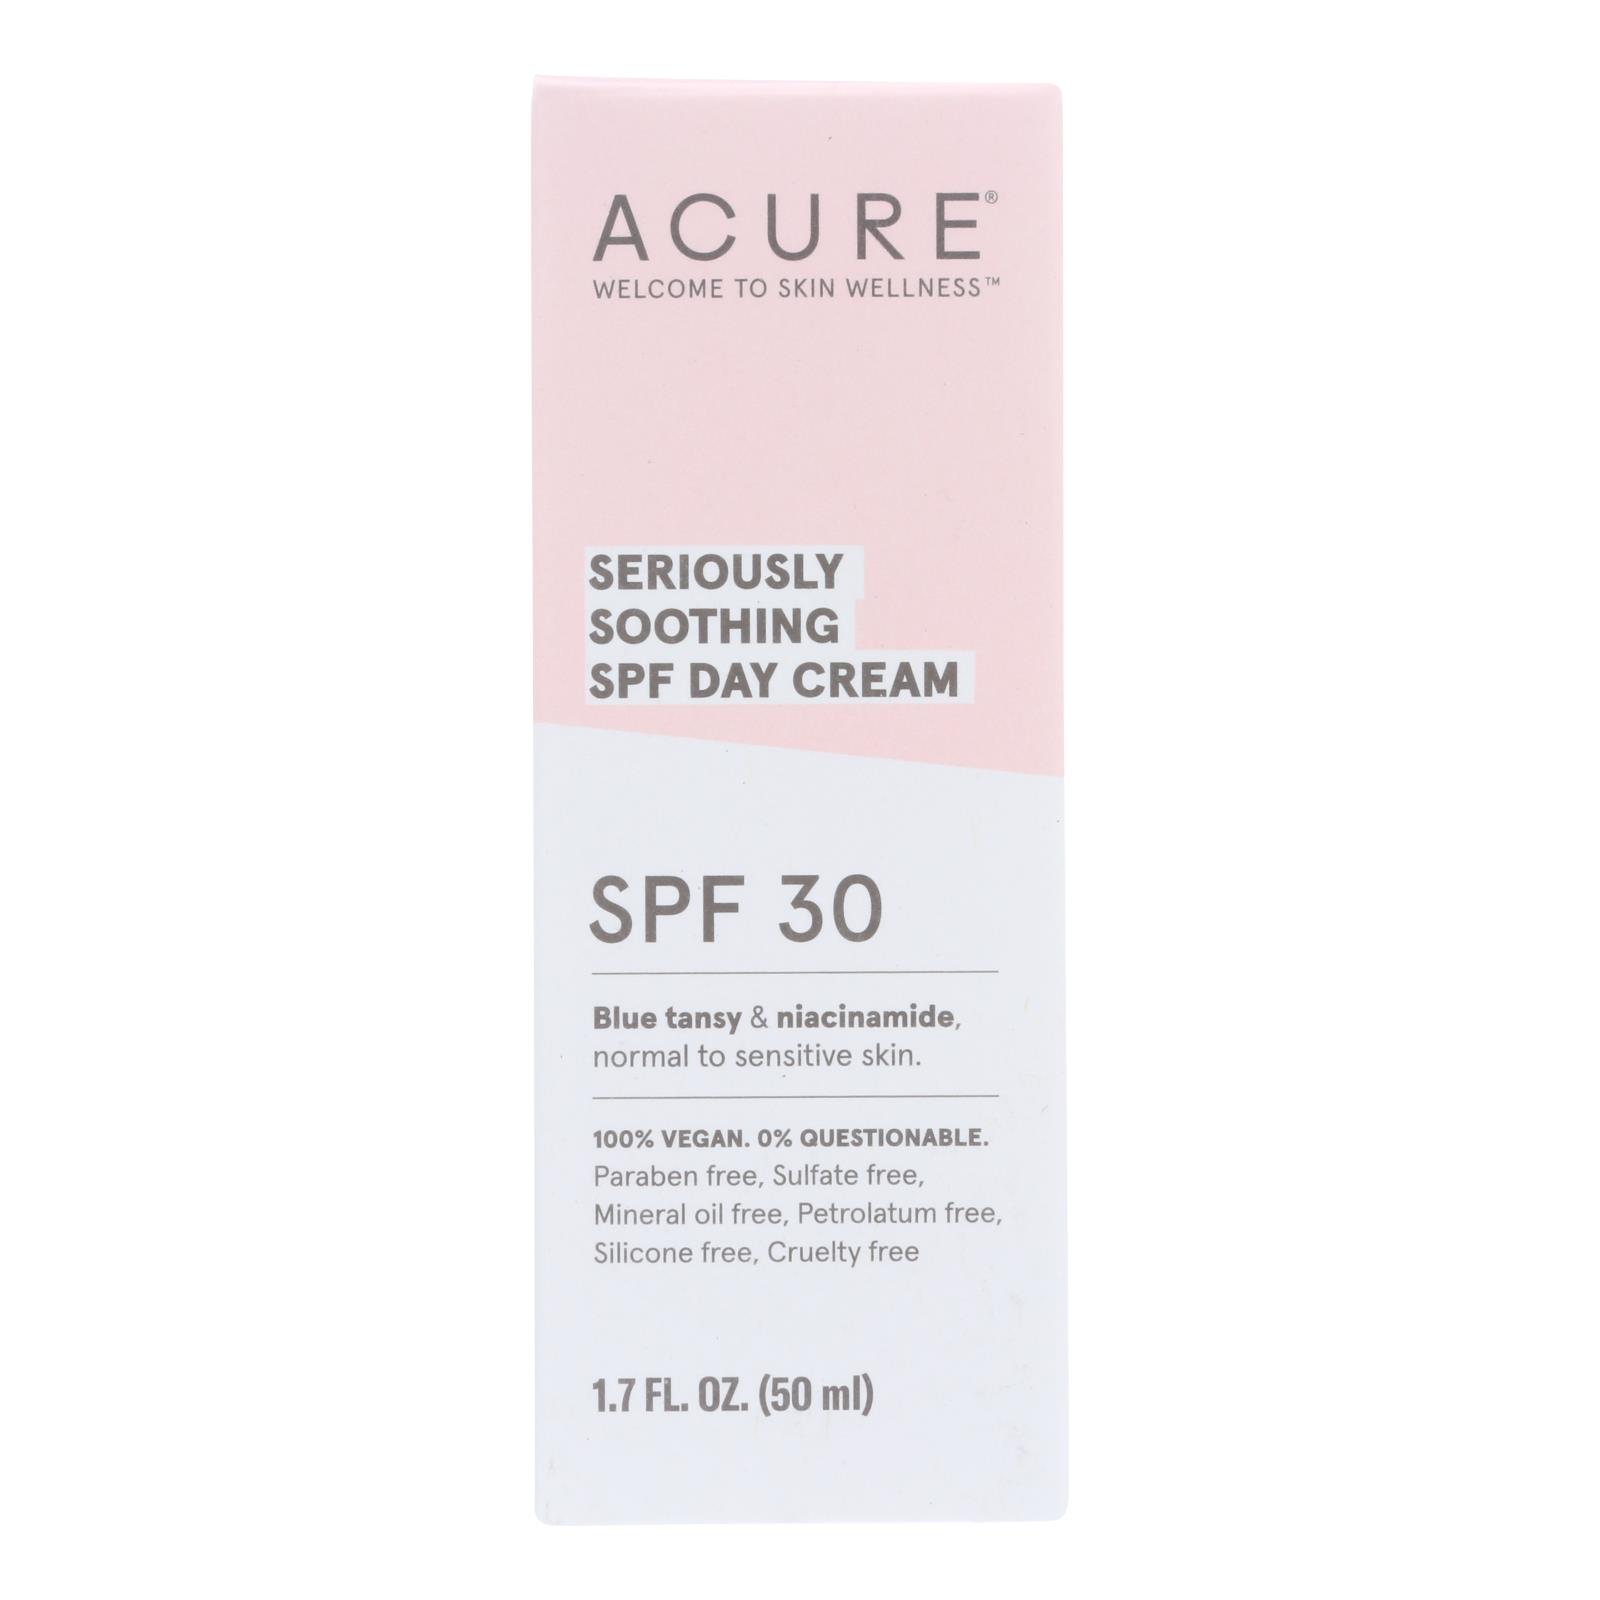 ACURE®
WELCOME TO SKIN WELLNESS™
SERIOUSLY
SOOTHING
SPF DAY CREAM
SPF 30
Blue tansy & niacinamide,
normal to sensitive skin.
100% VEGAN. 0% QUESTIONABLE.
Paraben free, Sulfate free,
Mineral oil free, Petrolatum free,
Silicone free, Cruelty free
1.7 FL. OZ. (50 ml)